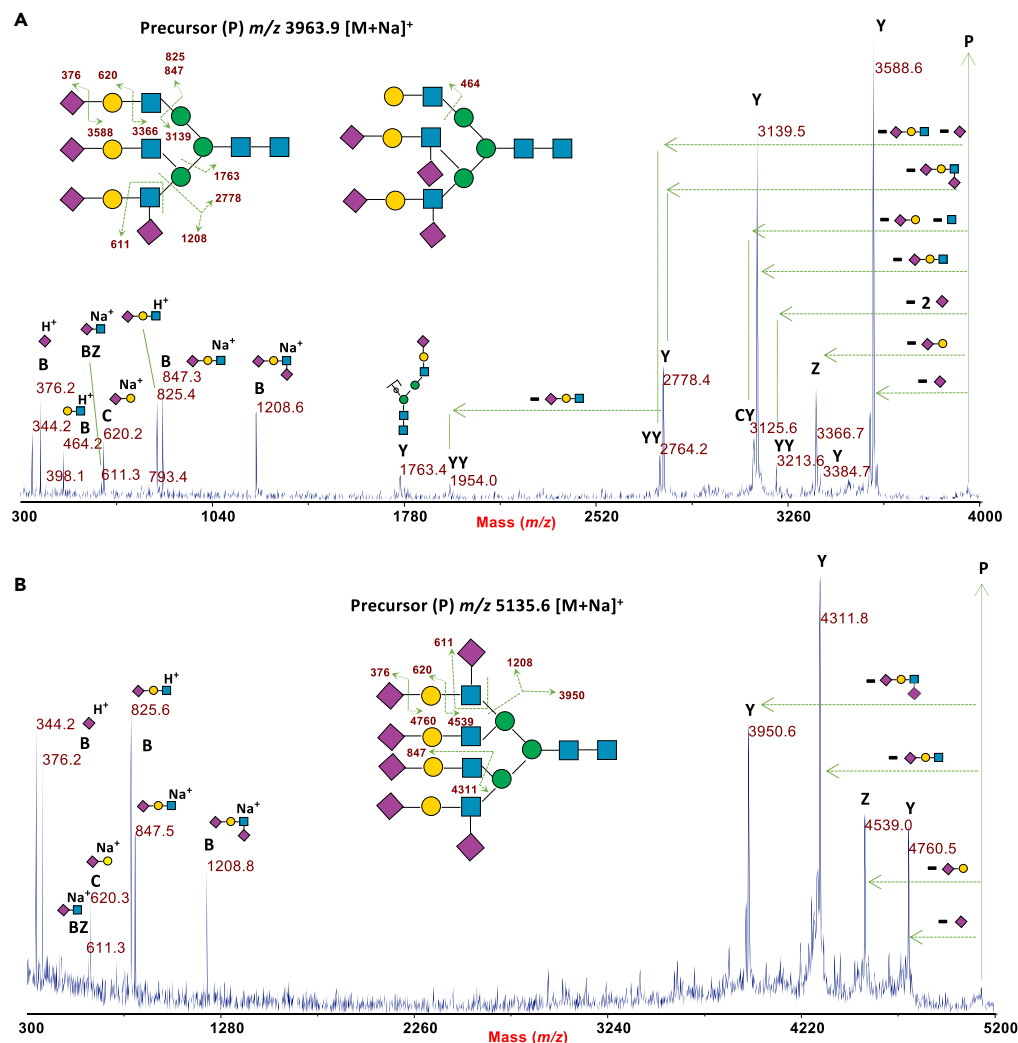 A
Precursor (P) m/z 3963.9 [M+Na]+
Y
P
825
847
376
620
464
3588.6
3588
3366
3139
Y
3139.5
1763
2778
611
1208
2
H+
Na+
H+
B
BZ
B
Na+
Na+
847.3
B
1208.6
376.2
H+
B
C
620.2
825.4
344.2
464.2
398.1
611.3
793.4
Y
2778.4
Z
YY
2764.2
CY
3125.6
YY
3213.6
3366.7
Y
3384.7
Y
1763.4
YY
1954.0
300
1040
1780
2520
3260
4000
Mass (m/z)
B
Precursor (P) m/z 5135.6 [M+Na]+
Y
P
4311.8
611
376
620
1208
3950
4760
4539
847
4311
H+
825.6
H+
344.2
B
376.2
B
Na+
847.5
Na+
B
1208.8
Na+
C
620.3
Na+
BZ
611.3
Y
3950.6
Z
4539.0
Y
4760.5
300
1280
2260
3240
4220
5200
Mass (m/z)